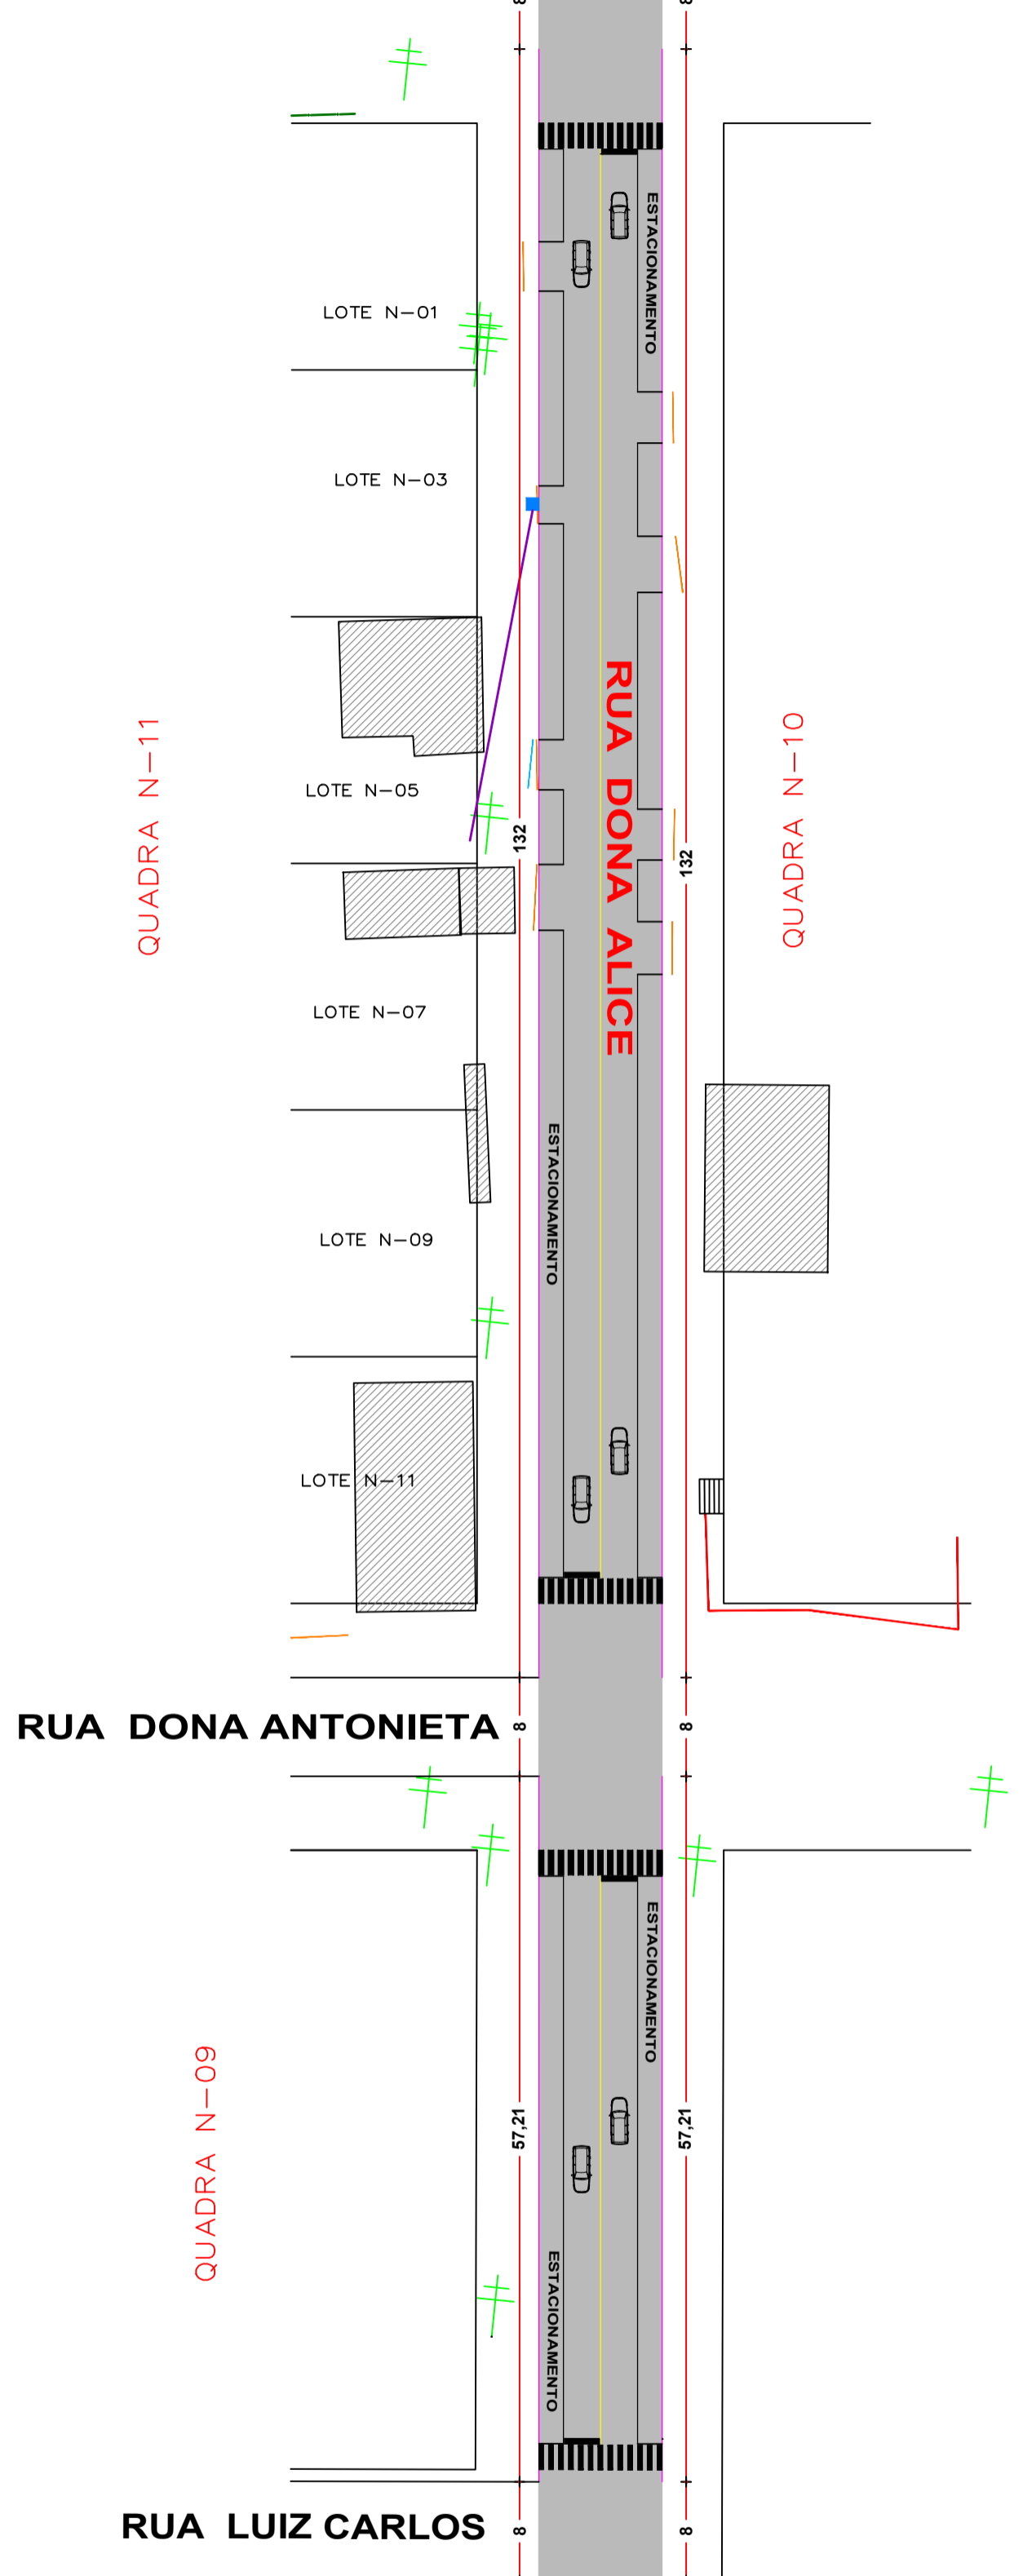 8
8
ESTACIONAMENTO
LOTE N-01
LOTE N-03
RUA DONA ALICE
QUADRA N-11
QUADRA N-10
LOTE N-05
132
132
LOTE N-07
ESTACIONAMENTO
LOTE N-09
LOTE N-11
RUA DONA ANTONIETA
8
8
ESTACIONAMENTO
QUADRA N-09
57,21
57,21
ESTACIONAMENTO
RUA LUIZ CARLOS
8
8